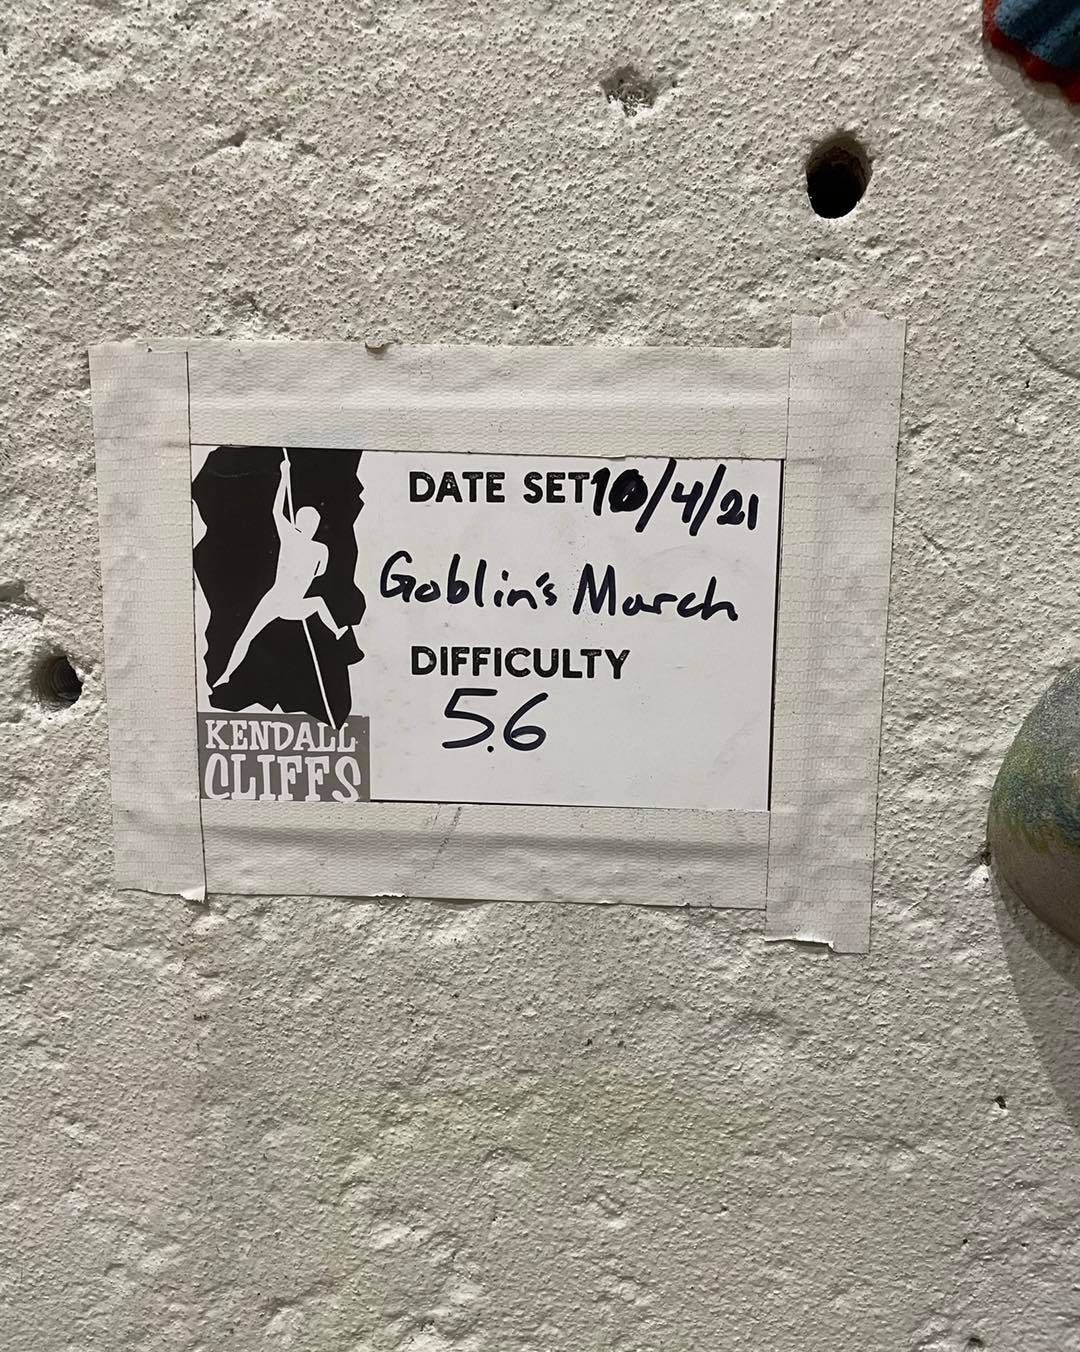 DATE SET 10/4/21
Goblin's March
DIFFICULTY
5.6
KENDALL
CLIFFS